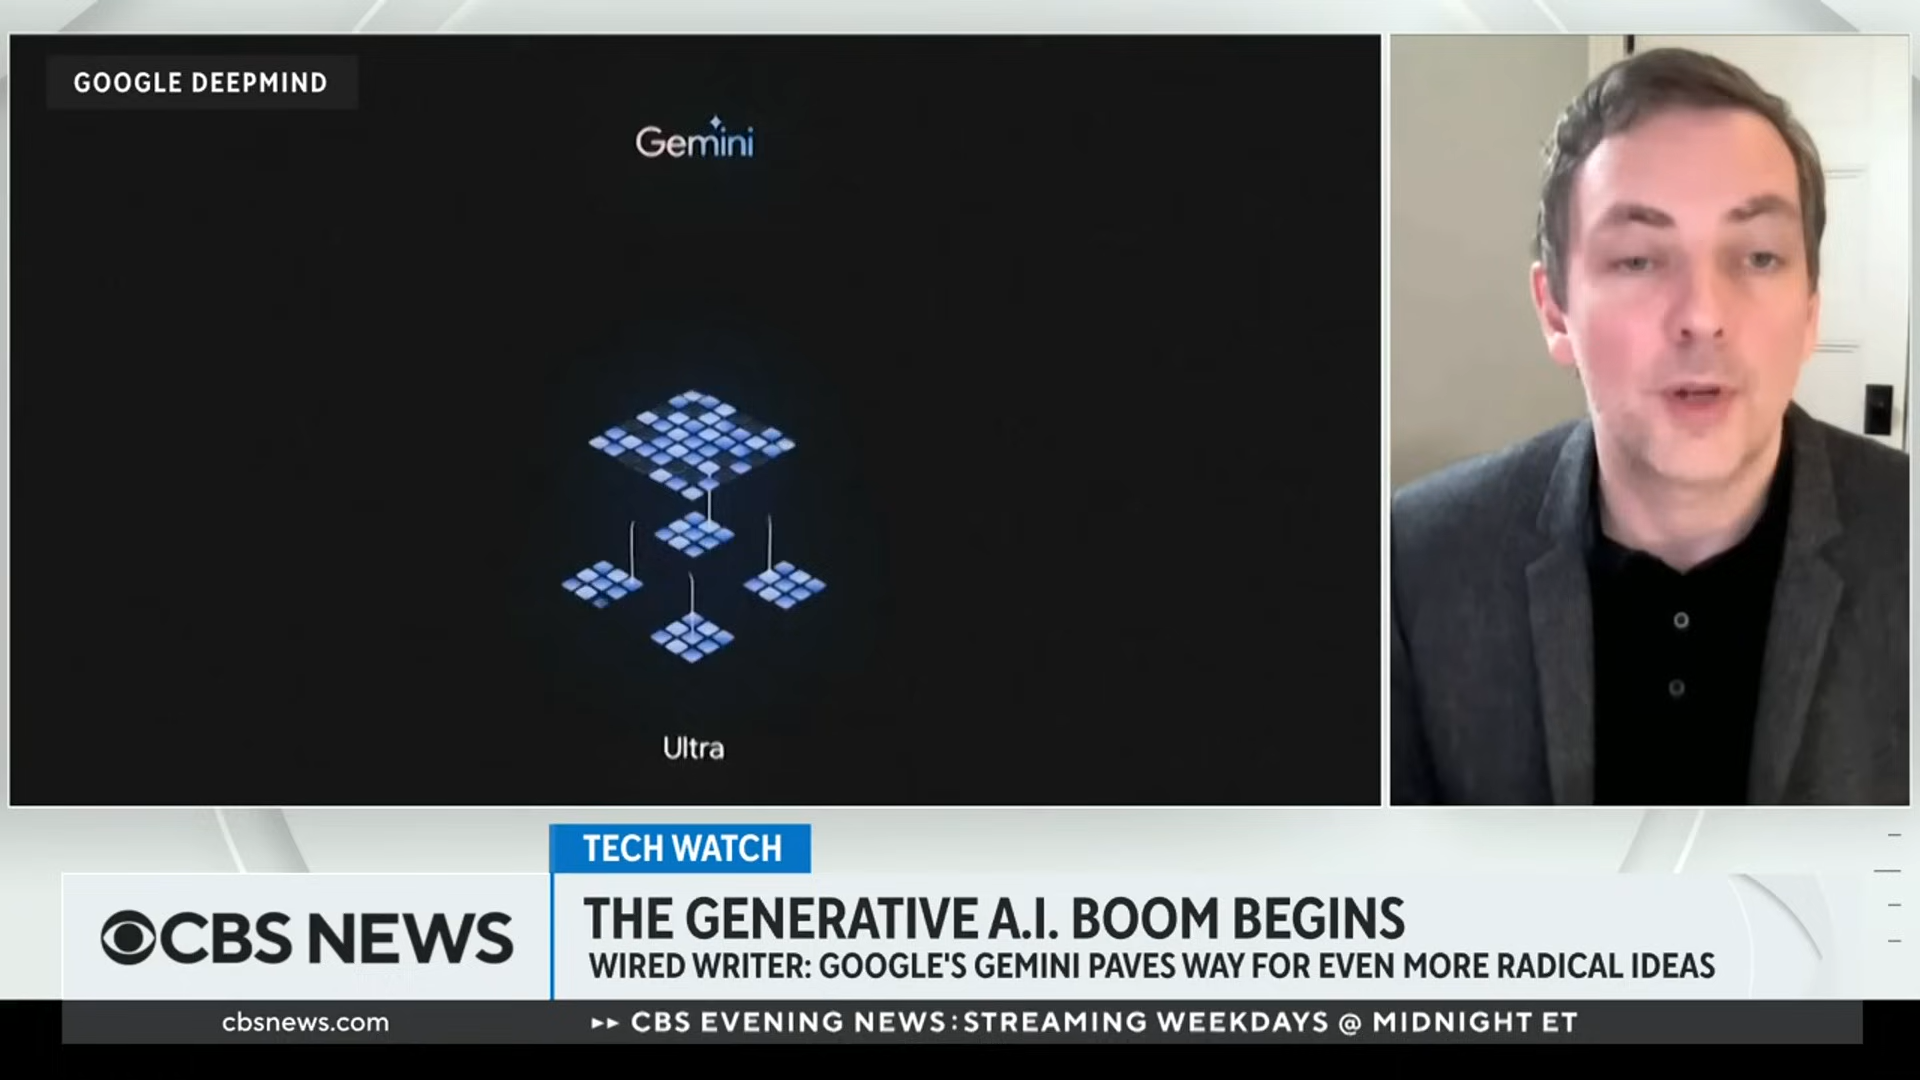 GOOGLE DEEPMIND
Gemini
Ultra
TECH WATCH
CBS NEWS
THE GENERATIVE A.I. BOOM BEGINS
WIRED WRITER: GOOGLE'S GEMINI PAVES WAY FOR EVEN MORE RADICAL IDEAS
cbsnews.com
CBS EVENING NEWS: STREAMING WEEKDAYS @ MIDNIGHT ET